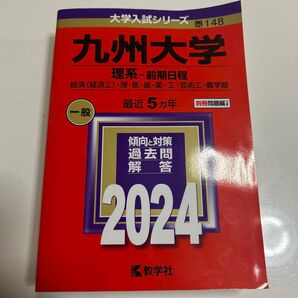 大学入試シリーズ
148
九州大学
理系-前期日程
経済〈経済工〉・理・医・歯・薬・工・芸術工・農学部
最近5カ年
別冊問題編
一般
傾向と対策
過去問
解答
2024
教学社